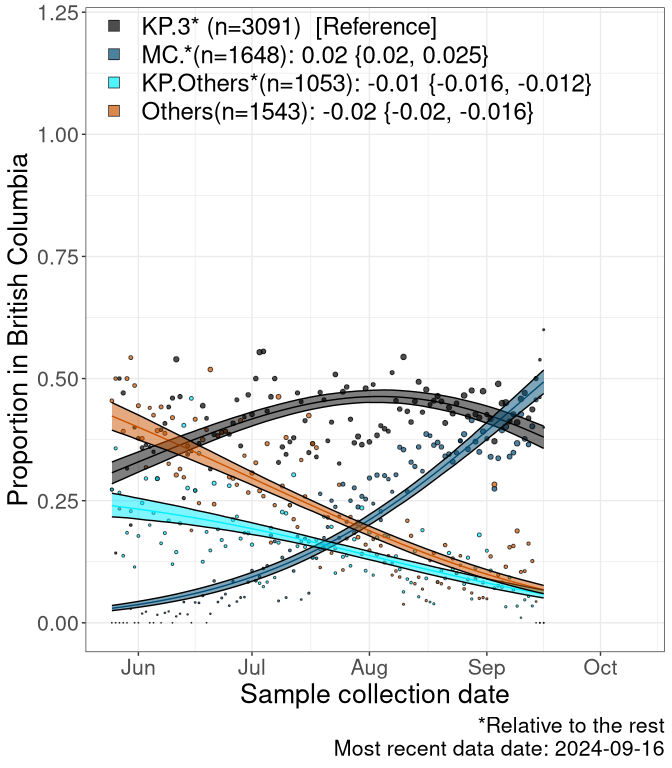 KP.3* (n=3091)  [Reference]
MC.*(n=1648): 0.02 {0.02, 0.025}
KP.Others*(n=1053): -0.01 {-0.016, -0.012}
Others(n=1543): -0.02 {-0.02, -0.016}
1.25
1.00
0.75
0.50
0.25
0.00
Proportion in British Columbia
Jun Jul Aug Sep Oct
Sample collection date
*Relative to the rest
Most recent data date: 2024-09-16